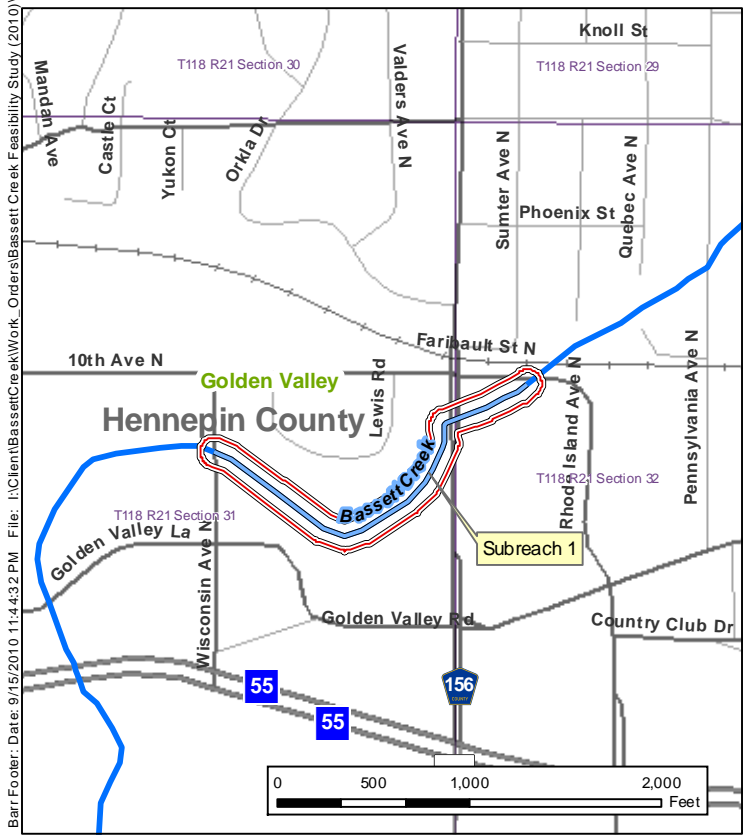 Barr Footer: Date: 9/15/2010 11:44:32 PM File: I:\Client\BassettCreek\Work_Orders\Bassett Creek Feasibility Study (2010)\
Knoll St
T118 R21 Section 30
T118 R21 Section 29
Mandan Ave
Castle Ct
Yukon Ct
Orkla Dr
Valders Ave N
Sumter Ave N
Quebec Ave N
Phoenix St
Faribault St N
10th Ave N
Golden Valley
Lewis Rd
Hennepin County
Rhode Island Ave N
Pennsylvania Ave N
Bassett Creek
T118 R21 Section 32
T118 R21 Section 31
Golden Valley La
Wisconsin Ave N
Subreach 1
Golden Valley Rd
Country Club Dr
55
156
COUNTY
55
0 500 1,000 2,000
Feet